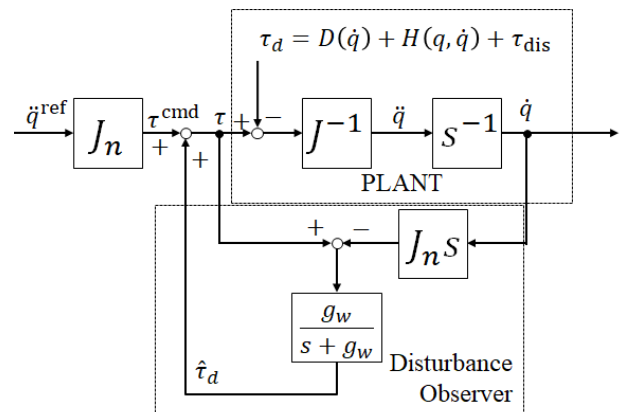 τ_d = D(q̇) + H(q, q̇) + τ_dis
q̈^ref
J_n
τ^cmd
+
+
τ
+
−
J^−1
q̈
S^−1
q̇
PLANT
+
−
J_n S
g_w
s + g_w
τ̂_d
Disturbance
Observer